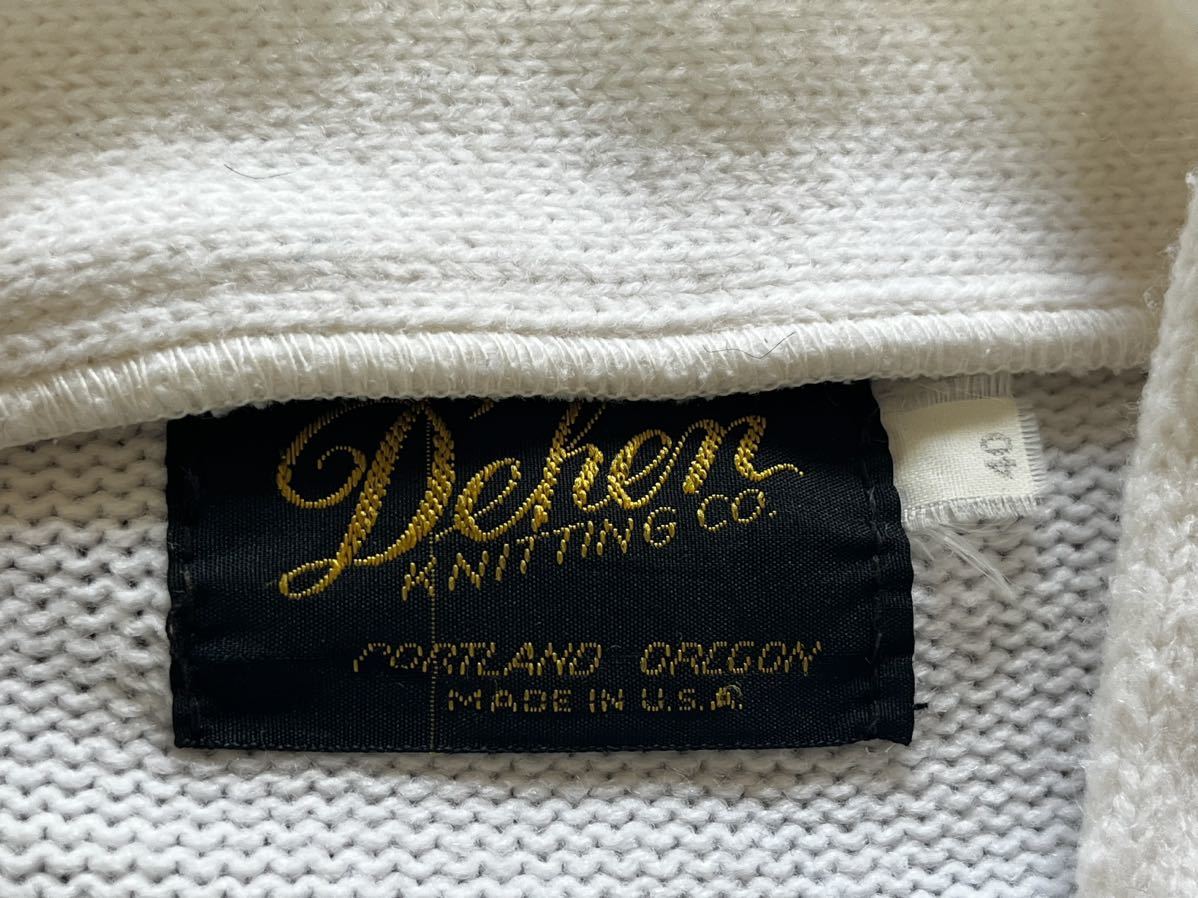 Dehen
KNITTING CO.
PORTLAND OREGON
MADE IN U.S.A.
40